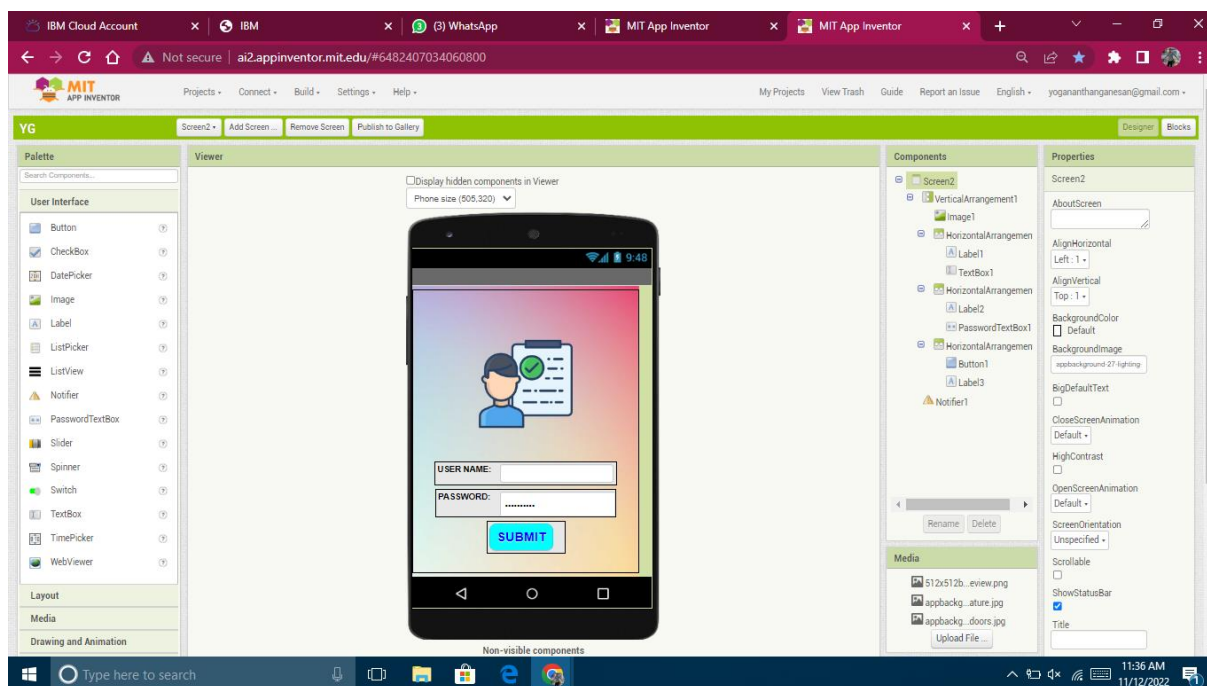 IBM Cloud Account
IBM
(3) WhatsApp
MIT App Inventor
MIT App Inventor
Not secure | ai2.appinventor.mit.edu/#6482407034060800
MIT
APP INVENTOR
Projects Connect Build Settings Help
My Projects View Trash Guide Report an Issue English yogananthanganesan@gmail.com
YG
Screen2 Add Screen ... Remove Screen Publish to Gallery
Designer Blocks
Palette
Search Components...
User Interface
Button
CheckBox
DatePicker
Image
Label
ListPicker
ListView
Notifier
PasswordTextBox
Slider
Spinner
Switch
TextBox
TimePicker
WebViewer
Layout
Media
Drawing and Animation
Viewer
Display hidden components in Viewer
Phone size (505,320)
9:48
USER NAME:
PASSWORD:
SUBMIT
Non-visible components
Components
Screen2
VerticalArrangement1
Image1
HorizontalArrangemen
Label1
TextBox1
HorizontalArrangemen
Label2
PasswordTextBox1
HorizontalArrangemen
Button1
Label3
Notifier1
Rename Delete
Media
512x512b...eview.png
appbackg...ature.jpg
appbackg...doors.jpg
Upload File ...
Properties
Screen2
AboutScreen
AlignHorizontal
Left : 1
AlignVertical
Top : 1
BackgroundColor
Default
BackgroundImage
appbackground-27-lighting-
BigDefaultText
CloseScreenAnimation
Default
HighContrast
OpenScreenAnimation
Default
ScreenOrientation
Unspecified
Scrollable
ShowStatusBar
Title
Type here to search
11:36 AM
11/12/2022